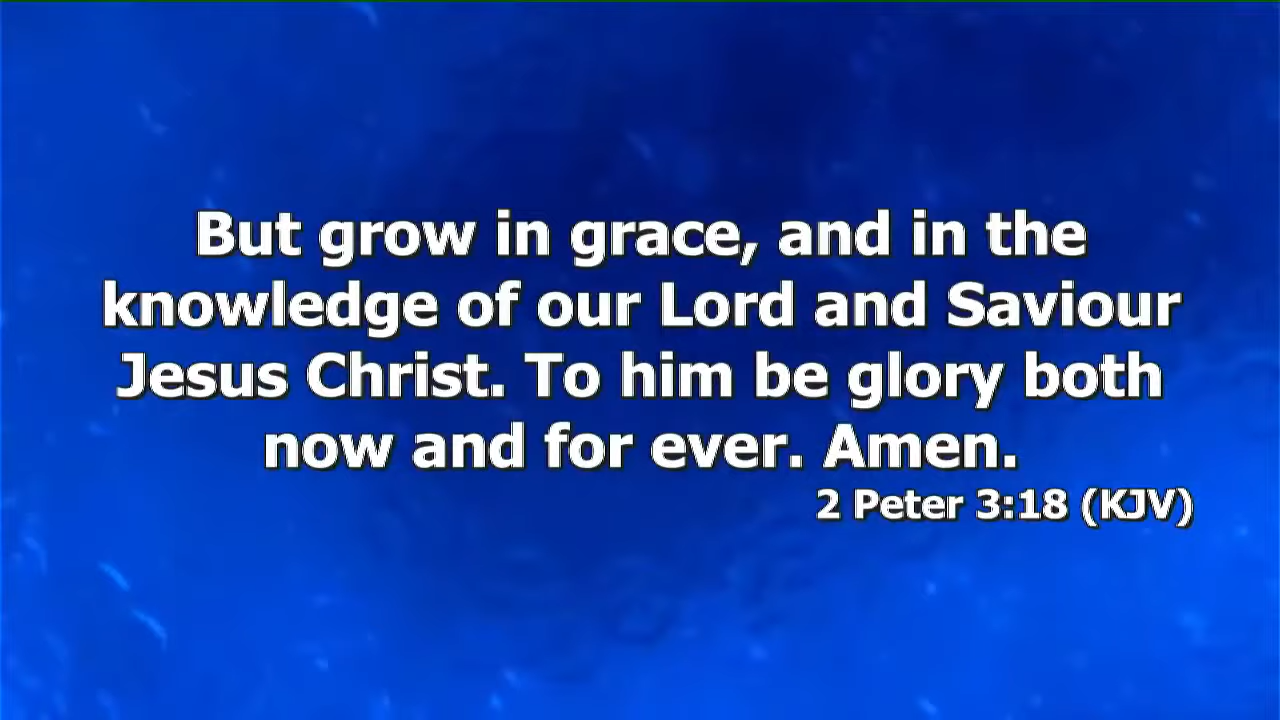 But grow in grace, and in the
knowledge of our Lord and Saviour
Jesus Christ. To him be glory both
now and for ever. Amen.
2 Peter 3:18 (KJV)